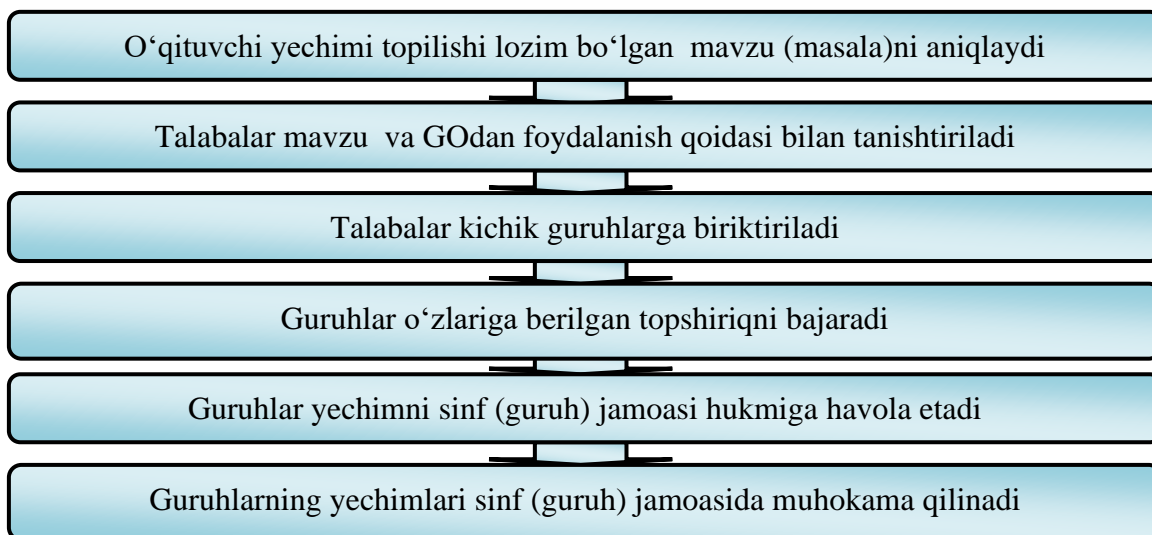 O‘qituvchi yechimi topilishi lozim bo‘lgan mavzu (masala)ni aniqlaydi
Talabalar mavzu va GOdan foydalanish qoidasi bilan tanishtiriladi
Talabalar kichik guruhlarga biriktiriladi
Guruhlar o‘zlariga berilgan topshiriqni bajaradi
Guruhlar yechimni sinf (guruh) jamoasi hukmiga havola etadi
Guruhlarning yechimlari sinf (guruh) jamoasida muhokama qilinadi